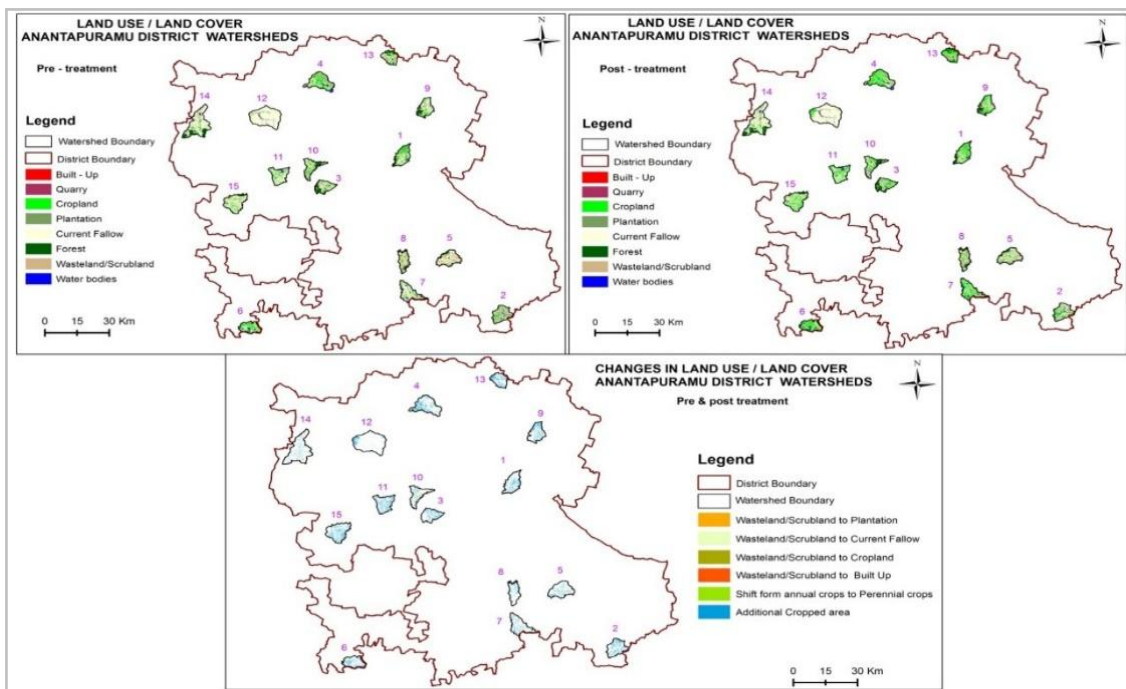 LAND USE / LAND COVER
ANANTAPURAMU DISTRICT WATERSHEDS
N
Pre - treatment
13
4
14
12
9
1
10
11
3
15
8
5
7
2
6
Legend
Watershed Boundary
District Boundary
Built - Up
Quarry
Cropland
Plantation
Current Fallow
Forest
Wasteland/Scrubland
Water bodies
0 15 30 Km
LAND USE / LAND COVER
ANANTAPURAMU DISTRICT WATERSHEDS
N
Post - treatment
13
4
14
12
9
1
10
11
3
15
8
5
7
2
6
Legend
Watershed Boundary
District Boundary
Built - Up
Quarry
Cropland
Plantation
Current Fallow
Forest
Wasteland/Scrubland
Water bodies
0 15 30 Km
CHANGES IN LAND USE / LAND COVER
ANANTAPURAMU DISTRICT WATERSHEDS
N
Pre & post treatment
13
4
14
12
9
1
10
11
3
15
8
5
7
2
6
Legend
District Boundary
Watershed Boundary
Wasteland/Scrubland to Plantation
Wasteland/Scrubland to Current Fallow
Wasteland/Scrubland to Cropland
Wasteland/Scrubland to Built Up
Shift form annual crops to Perennial crops
Additional Cropped area
0 15 30 Km